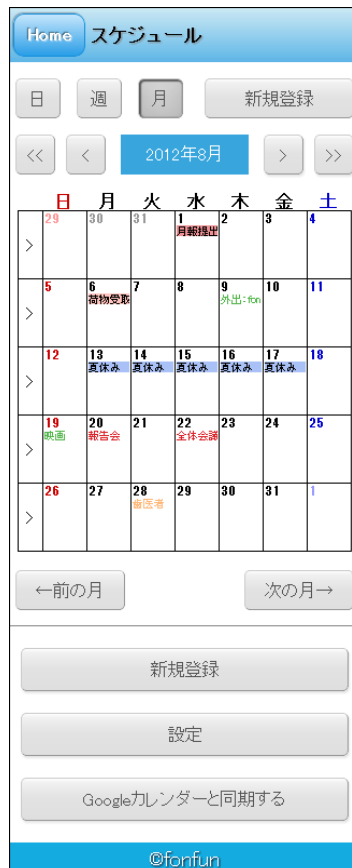 Home スケジュール
日 週 月 新規登録
<< < 2012年8月 > >>
日 月 火 水 木 金 土
29 30 31 1 2 3 4
月報提出
>
5 6 7 8 9 10 11
荷物受取 外出:fon
>
12 13 14 15 16 17 18
夏休み 夏休み 夏休み 夏休み 夏休み
>
19 20 21 22 23 24 25
映画 報告会 全体会議
>
26 27 28 29 30 31 1
歯医者
>
←前の月 次の月→
新規登録
設定
Googleカレンダーと同期する
©fonfun